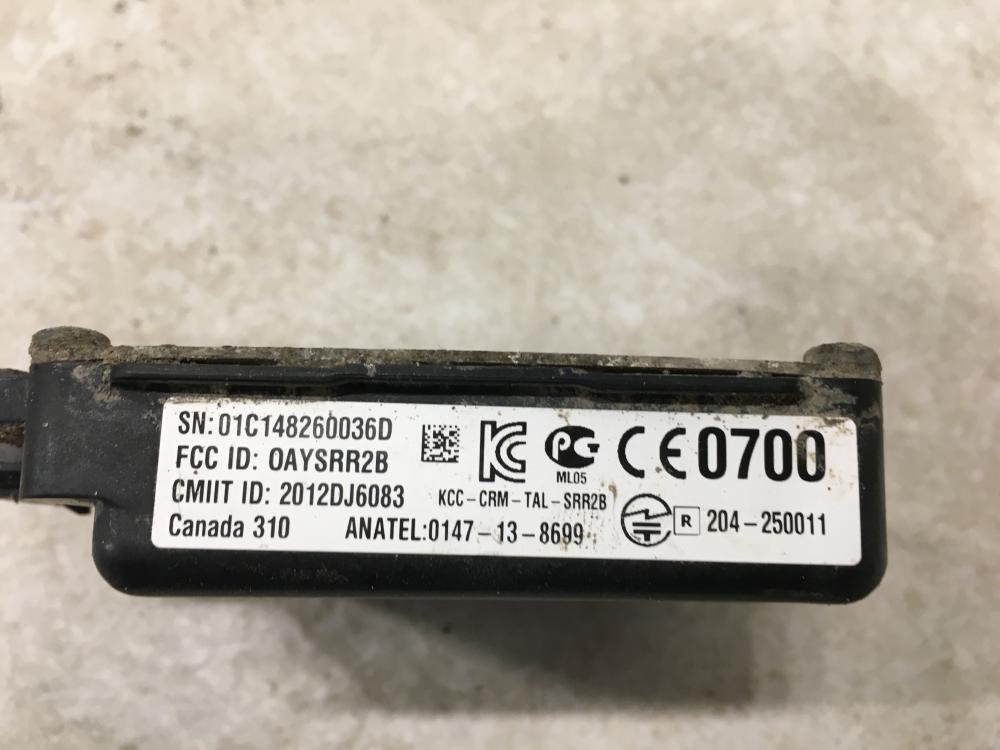 SN: 01C148260036D
FCC ID: OAYSRR2B
CMIIT ID: 2012DJ6083
Canada 310
ANATEL:0147-13-8699
KC
PG
ML05
KCC-CRM-TAL-SRR2B
CE0700
R 204-250011